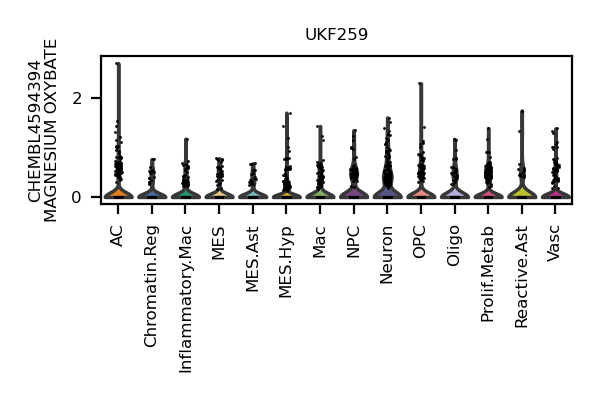 UKF259
CHEMBL4594394
MAGNESIUM OXYBATE
2
0
AC
Chromatin.Reg
Inflammatory.Mac
MES
MES.Ast
MES.Hyp
Mac
NPC
Neuron
OPC
Oligo
Prolif.Metab
Reactive.Ast
Vasc